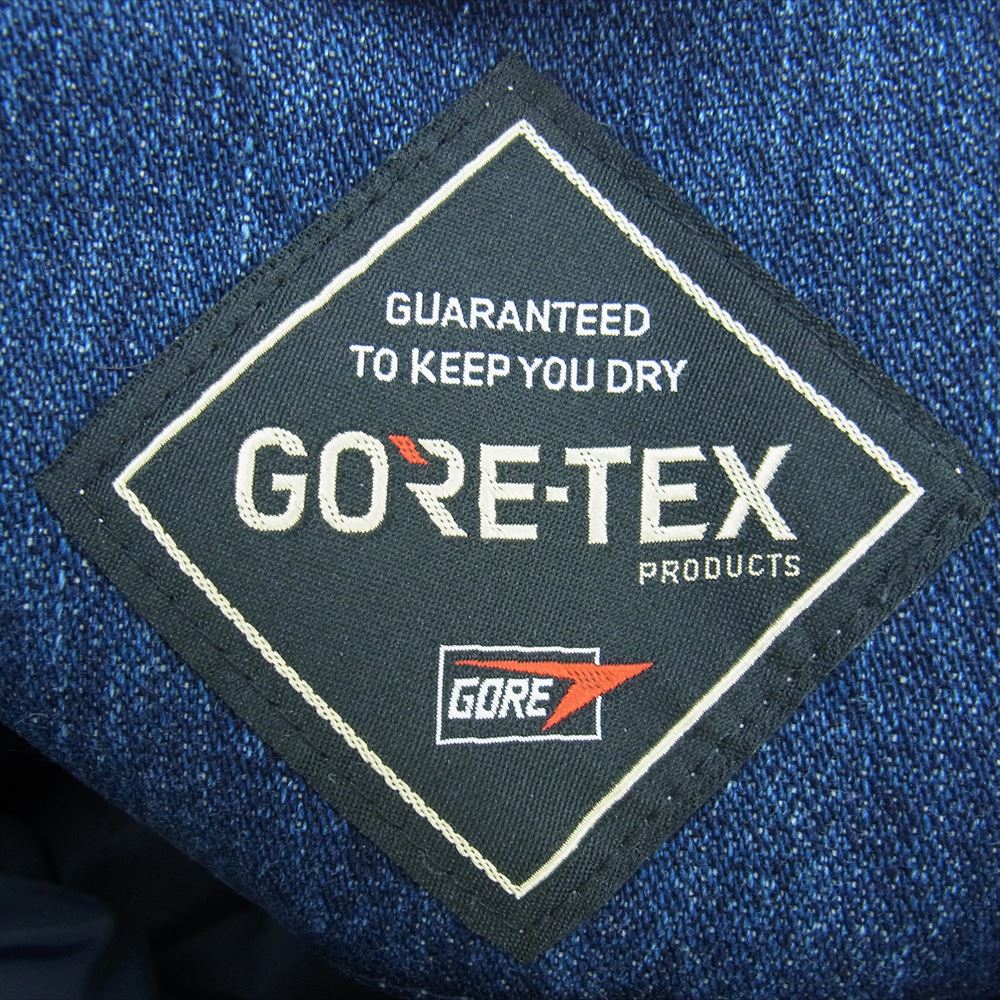 GUARANTEED
TO KEEP YOU DRY
GORE-TEX
PRODUCTS
GORE